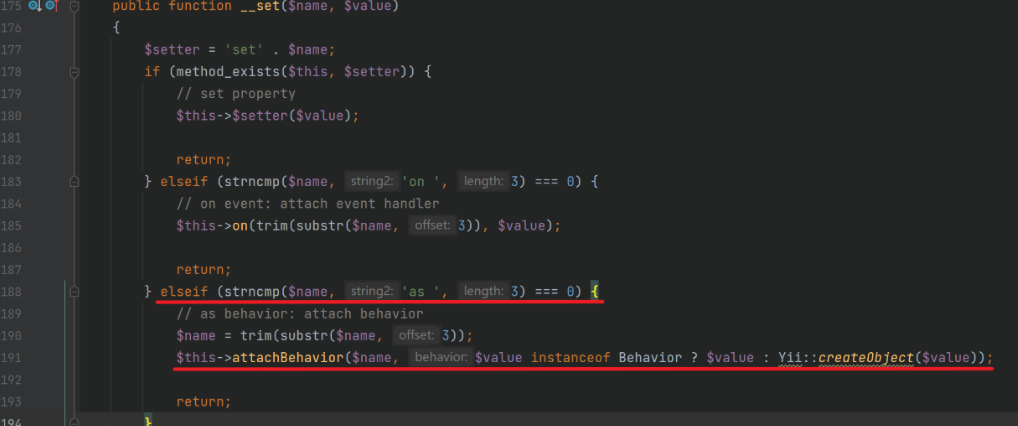 175 public function __set($name, $value)
176 {
177 $setter = 'set' . $name;
178 if (method_exists($this, $setter)) {
179 // set property
180 $this->$setter($value);
181
182 return;
183 } elseif (strncmp($name, string2: 'on ', length: 3) === 0) {
184 // on event: attach event handler
185 $this->on(trim(substr($name, offset: 3)), $value);
186
187 return;
188 } elseif (strncmp($name, string2: 'as ', length: 3) === 0) {
189 // as behavior: attach behavior
190 $name = trim(substr($name, offset: 3));
191 $this->attachBehavior($name, behavior: $value instanceof Behavior ? $value : Yii::createObject($value));
192
193 return;
194 }